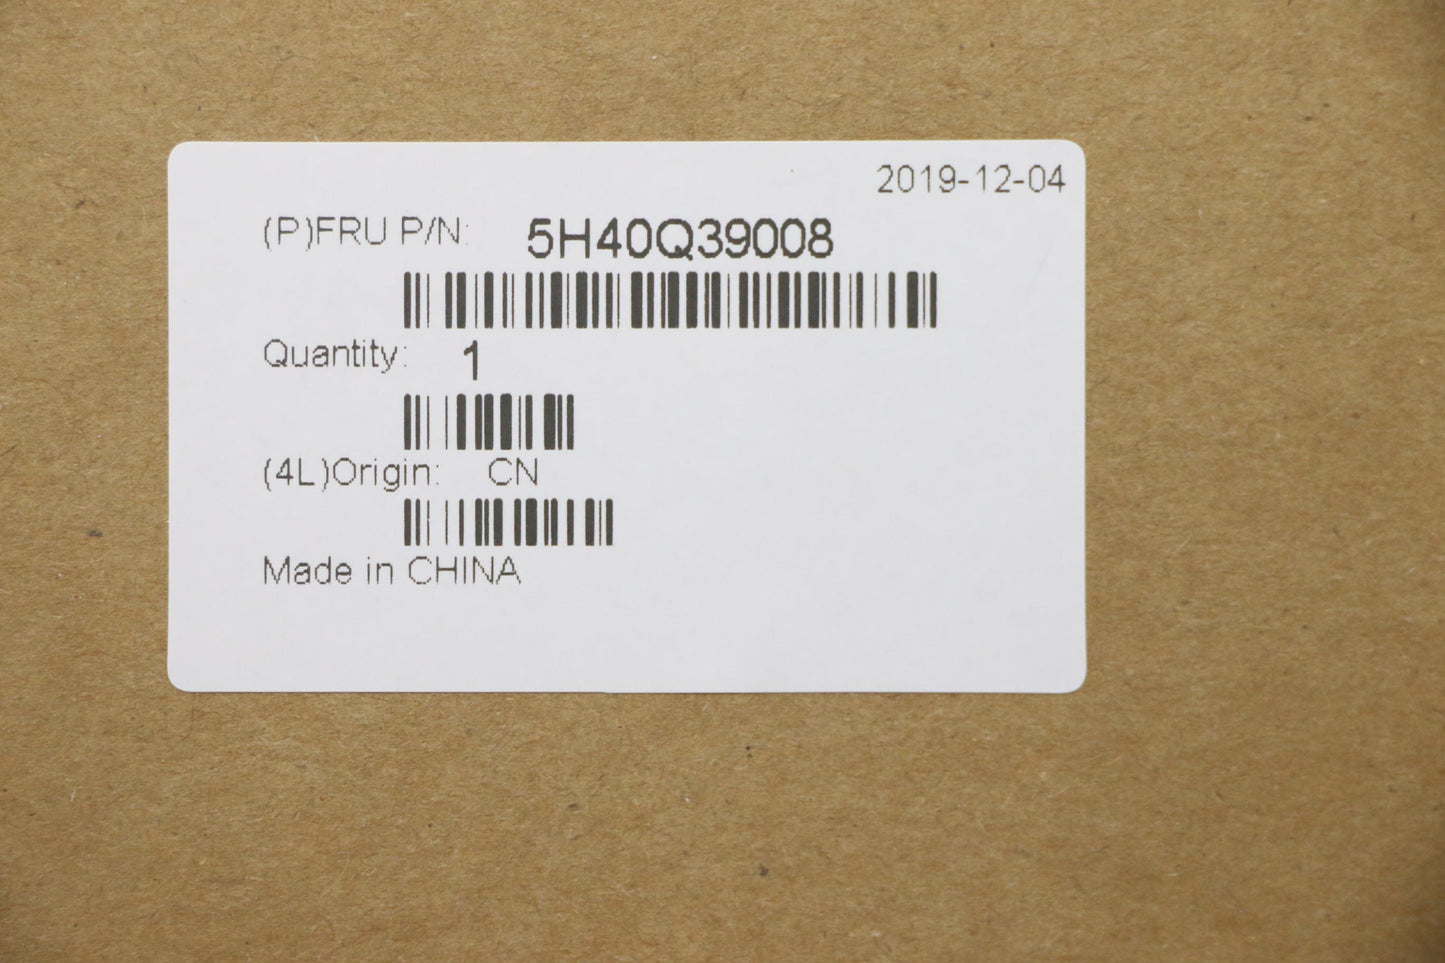 2019-12-04
(P)FRU P/N: 5H40Q39008
Quantity: 1
(4L)Origin: CN
Made in CHINA